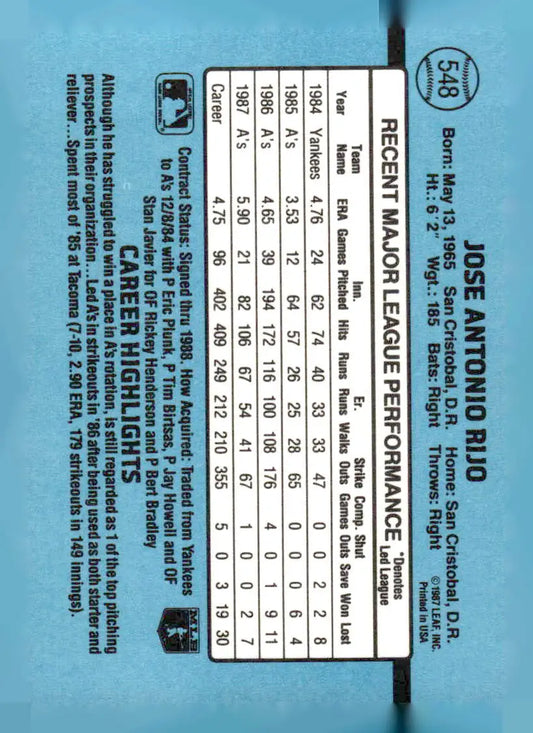 548
JOSE ANTONIO RIJO
Born: May 13, 1965 San Cristobal, D.R. Home: San Cristobal, D.R.
Ht.: 6'2" Wgt.: 185 Bats: Right Throws: Right
© 1987 LEAF, INC.
Printed in USA
RECENT MAJOR LEAGUE PERFORMANCE *Denotes Led League
Year Team Name ERA Games Inn. Pitched Hits Runs Er. Runs Walks Strike Outs Comp. Games Shut Outs Save Won Lost
1984 Yankees 4.76 24 62 74 40 33 33 47 0 0 2 2 8
1985 A's 3.53 12 64 57 26 25 28 65 0 0 0 6 4
1986 A's 4.65 39 194 172 116 100 108 176 4 0 1 9 11
1987 A's 5.90 21 82 106 67 54 41 67 1 0 0 2 7
Career 4.75 96 402 409 249 212 210 355 5 0 3 19 30
Contract Status: Signed thru 1988, How Acquired: Traded from Yankees
to A's 12/8/84 with P Eric Plunk, P Tim Birtsas, P Jay Howell and OF
Stan Javier for OF Rickey Henderson and P Bert Bradley
MLB
CAREER HIGHLIGHTS
Although he has struggled to win a place in A's rotation, is still regarded as 1 of the top pitching
prospects in their organization...Led A's in strikeouts in '86 after being used as both starter and
reliever...Spent most of '85 at Tacoma (7-10, 2.90 ERA, 179 strikeouts in 149 innings).